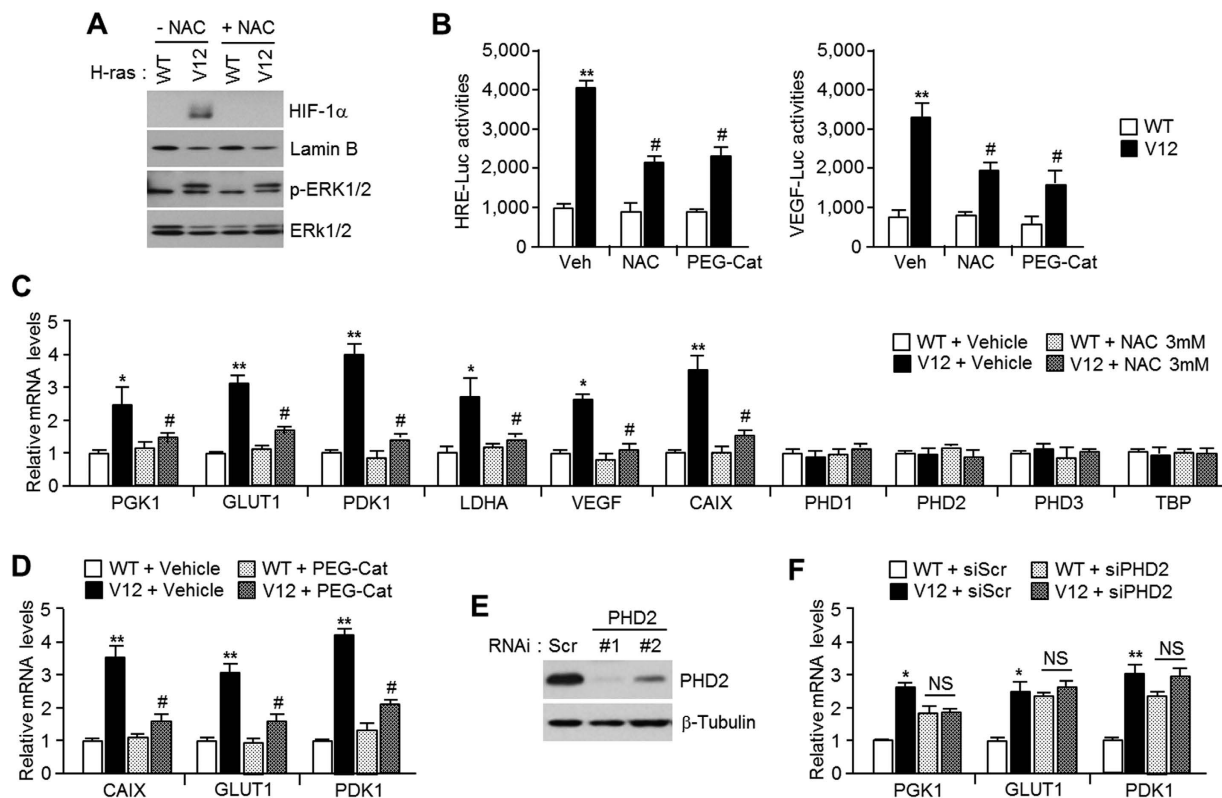 A
- NAC + NAC
H-ras : WT V12 WT V12
HIF-1α
Lamin B
p-ERK1/2
ERk1/2
B
HRE-Luc activities
5,000
4,000
3,000
2,000
1,000
0
** # #
Veh NAC PEG-Cat
VEGF-Luc activities
5,000
4,000
3,000
2,000
1,000
0
** # #
Veh NAC PEG-Cat
WT
V12
C
Relative mRNA levels
5
4
3
2
1
0
* # ** # ** # * # * # ** #
WT + Vehicle WT + NAC 3mM
V12 + Vehicle V12 + NAC 3mM
PGK1 GLUT1 PDK1 LDHA VEGF CAIX PHD1 PHD2 PHD3 TBP
D
WT + Vehicle WT + PEG-Cat
V12 + Vehicle V12 + PEG-Cat
Relative mRNA levels
5
4
3
2
1
0
** # ** # ** #
CAIX GLUT1 PDK1
E
PHD2
RNAi : Scr #1 #2
PHD2
β-Tubulin
F
WT + siScr WT + siPHD2
V12 + siScr V12 + siPHD2
Relative mRNA levels
5
4
3
2
1
0
* NS * NS ** NS
PGK1 GLUT1 PDK1